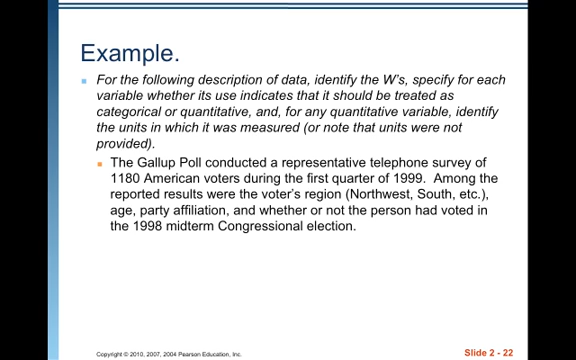 Example.
For the following description of data, identify the W's, specify for each
variable whether its use indicates that it should be treated as
categorical or quantitative, and, for any quantitative variable, identify
the units in which it was measured (or note that units were not
provided).
The Gallup Poll conducted a representative telephone survey of
1180 American voters during the first quarter of 1999. Among the
reported results were the voter's region (Northwest, South, etc.),
age, party affiliation, and whether or not the person had voted in
the 1998 midterm Congressional election.
Copyright © 2010, 2007, 2004 Pearson Education, Inc.
Slide 2 - 22